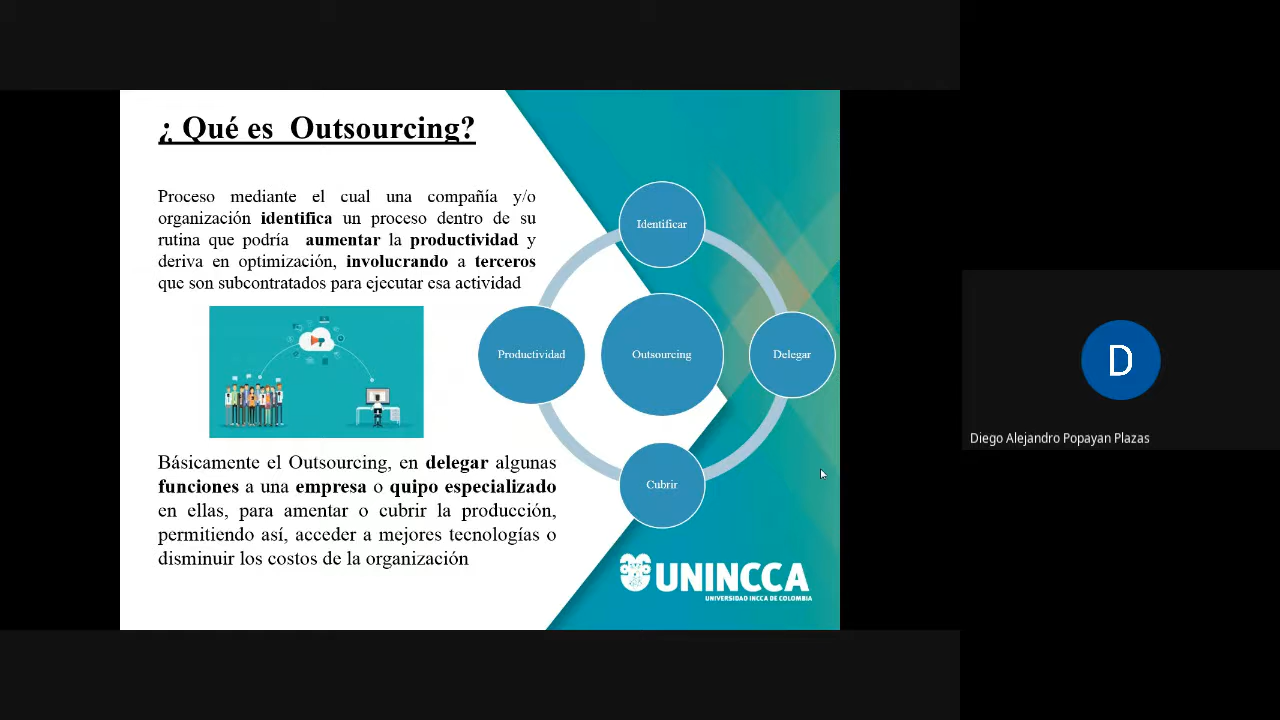 ¿ Qué es  Outsourcing?
Proceso mediante el cual una compañía y/o
organización identifica un proceso dentro de su
rutina que podría  aumentar la productividad y
deriva en optimización, involucrando a terceros
que son subcontratados para ejecutar esa actividad
Básicamente el Outsourcing, en delegar algunas
funciones a una empresa o quipo especializado
en ellas, para amentar o cubrir la producción,
permitiendo así, acceder a mejores tecnologías o
disminuir los costos de la organización
Identificar
Productividad
Outsourcing
Delegar
Cubrir
UNINCCA
UNIVERSIDAD INCCA DE COLOMBIA
D
Diego Alejandro Popayan Plazas